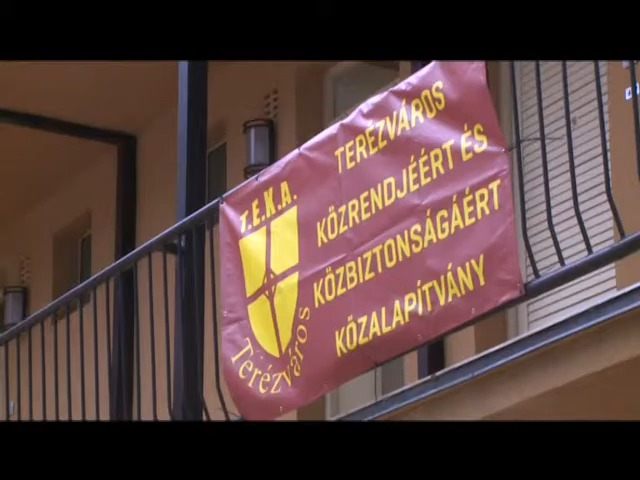 T.E.K.A.
Terézváros
TERÉZVÁROS
KÖZRENDJÉÉRT ÉS
KÖZBIZTONSÁGÁÉRT
KÖZALAPÍTVÁNY